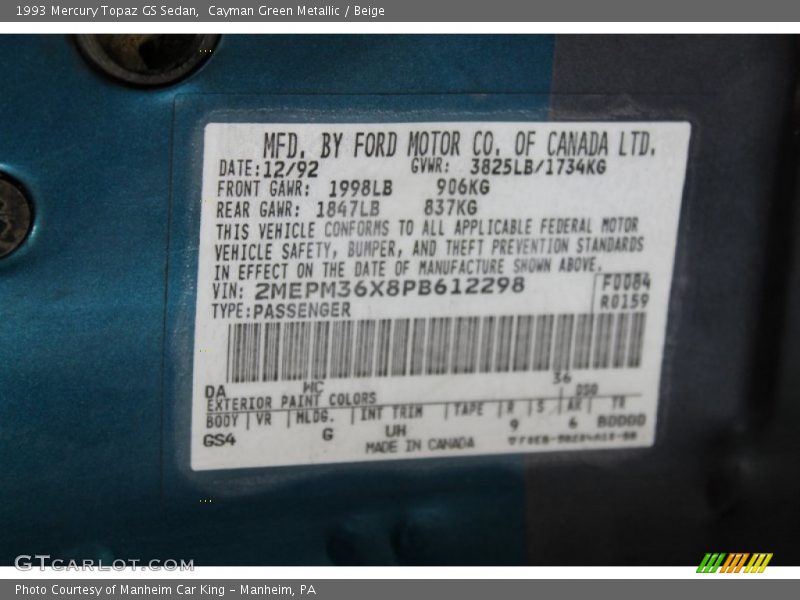 1993 Mercury Topaz GS Sedan,  Cayman Green Metallic / Beige
MFD. BY FORD MOTOR CO. OF CANADA LTD.
DATE: 12/92 GVWR: 3825LB/1734KG
FRONT GAWR: 1998LB 906KG
REAR GAWR: 1847LB 837KG
THIS VEHICLE CONFORMS TO ALL APPLICABLE FEDERAL MOTOR
VEHICLE SAFETY, BUMPER, AND THEFT PREVENTION STANDARDS
IN EFFECT ON THE DATE OF MANUFACTURE SHOWN ABOVE.
VIN: 2MEPM36X8PB612298 F0084
TYPE: PASSENGER R0159
DA WC 36
EXTERIOR PAINT COLORS DSO
BODY | VR | MLDG. | INT TRIM | TAPE | R | S | AX | TR
GS4 G UH 9 6 BDDDD
MADE IN CANADA
GTCARLOT.COM
Photo Courtesy of Manheim Car King - Manheim, PA